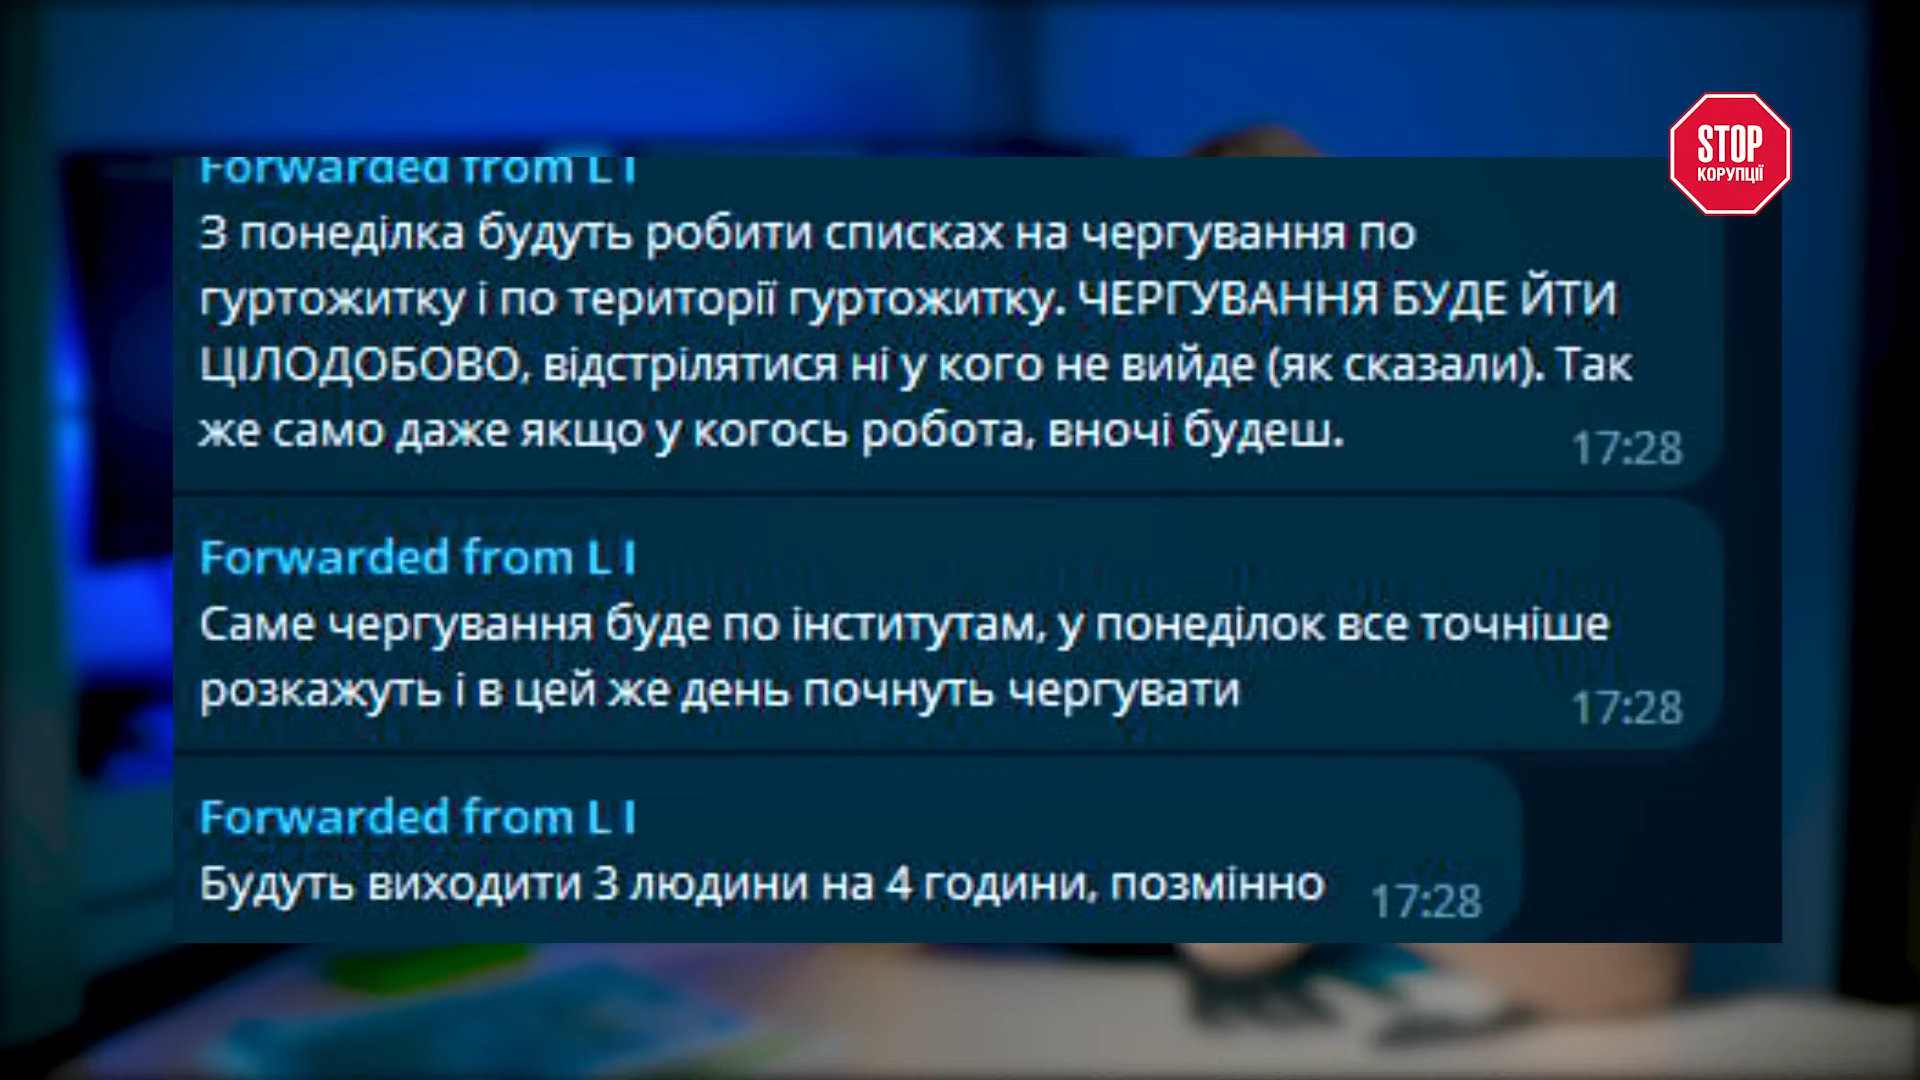 STOP
КОРУПЦІЇ
Forwarded from L I
З понеділка будуть робити списках на чергування по
гуртожитку і по території гуртожитку. ЧЕРГУВАННЯ БУДЕ ЙТИ
ЦІЛОДОБОВО, відстрілятися ні у кого не вийде (як сказали). Так
же само даже якщо у когось робота, вночі будеш.
17:28
Forwarded from L I
Саме чергування буде по інститутам, у понеділок все точніше
розкажуть і в цей же день почнуть чергувати
17:28
Forwarded from L I
Будуть виходити 3 людини на 4 години, позмінно
17:28